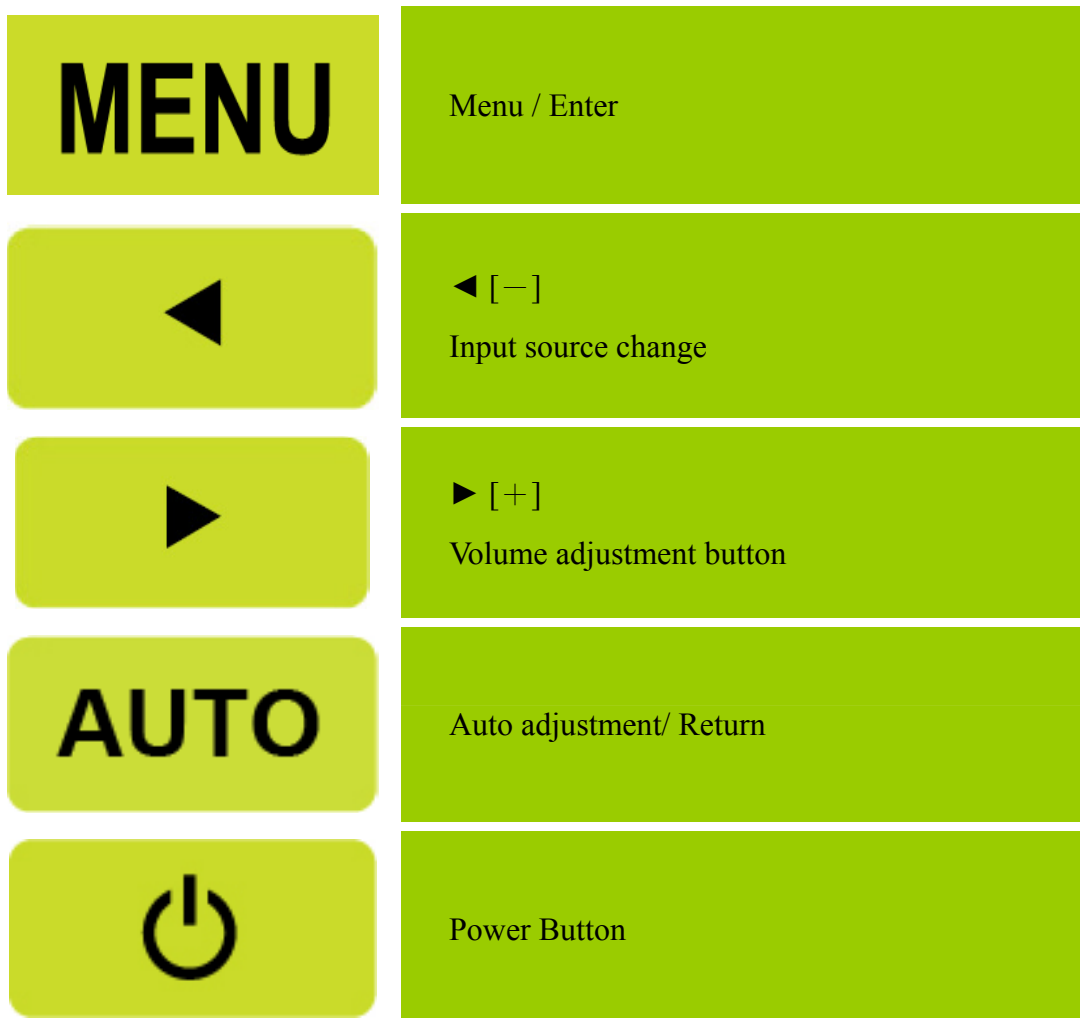 MENU
Menu / Enter
◄ [－]
Input source change
► [＋]
Volume adjustment button
AUTO
Auto adjustment/ Return
Power Button